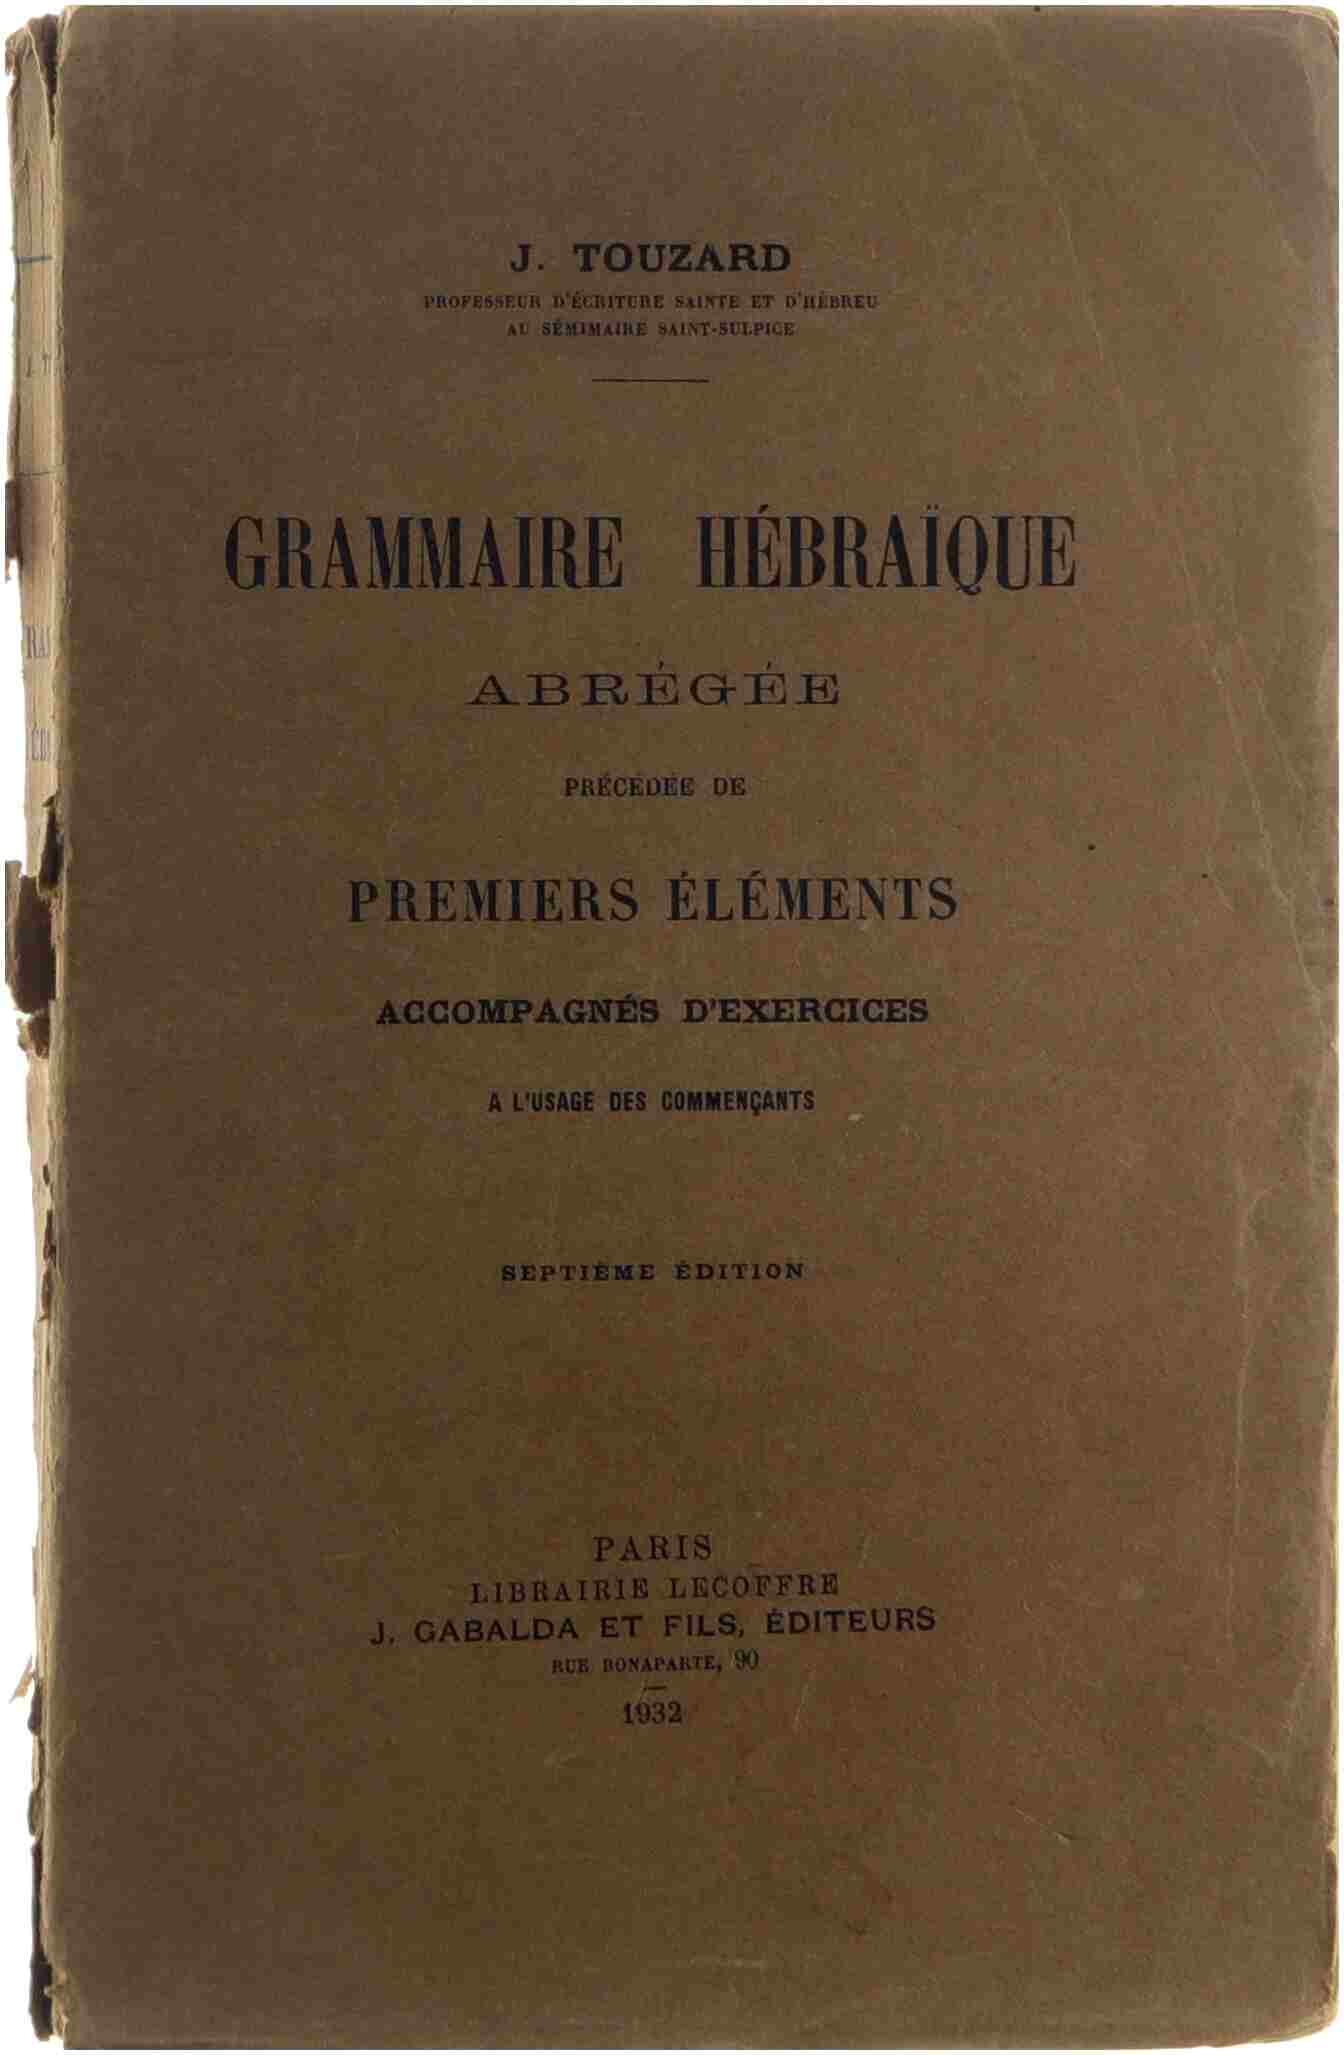 J. TOUZARD
PROFESSEUR D'ÉCRITURE SAINTE ET D'HÉBREU
AU SÉMIMAIRE SAINT-SULPICE
GRAMMAIRE HÉBRAÏQUE
ABRÉGÉE
PRÉCÉDÉE DE
PREMIERS ÉLÉMENTS
ACCOMPAGNÉS D'EXERCICES
A L'USAGE DES COMMENÇANTS
SEPTIÈME ÉDITION
PARIS
LIBRAIRIE LECOFFRE
J. GABALDA ET FILS, ÉDITEURS
RUE BONAPARTE, 90
1932